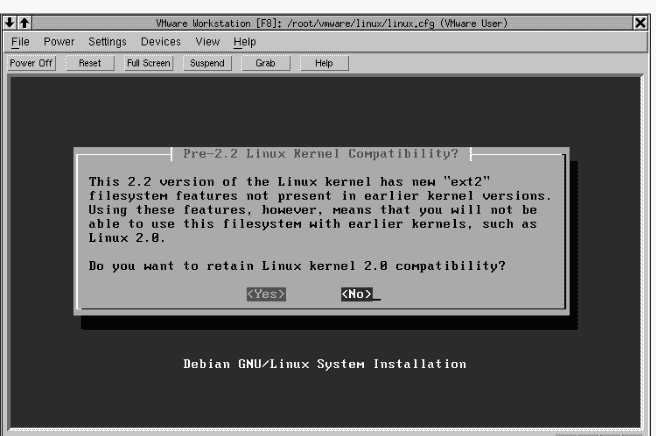 VMware Workstation [F8]: /root/vmware/linux/linux.cfg (VMware User)
File Power Settings Devices View Help
Power Off Reset Full Screen Suspend Grab Help
Pre-2.2 Linux Kernel Compatibility?
This 2.2 version of the Linux kernel has new "ext2"
filesystem features not present in earlier kernel versions.
Using these features, however, means that you will not be
able to use this filesystem with earlier kernels, such as
Linux 2.0.
Do you want to retain Linux kernel 2.0 compatibility?
<Yes> <No>
Debian GNU/Linux System Installation